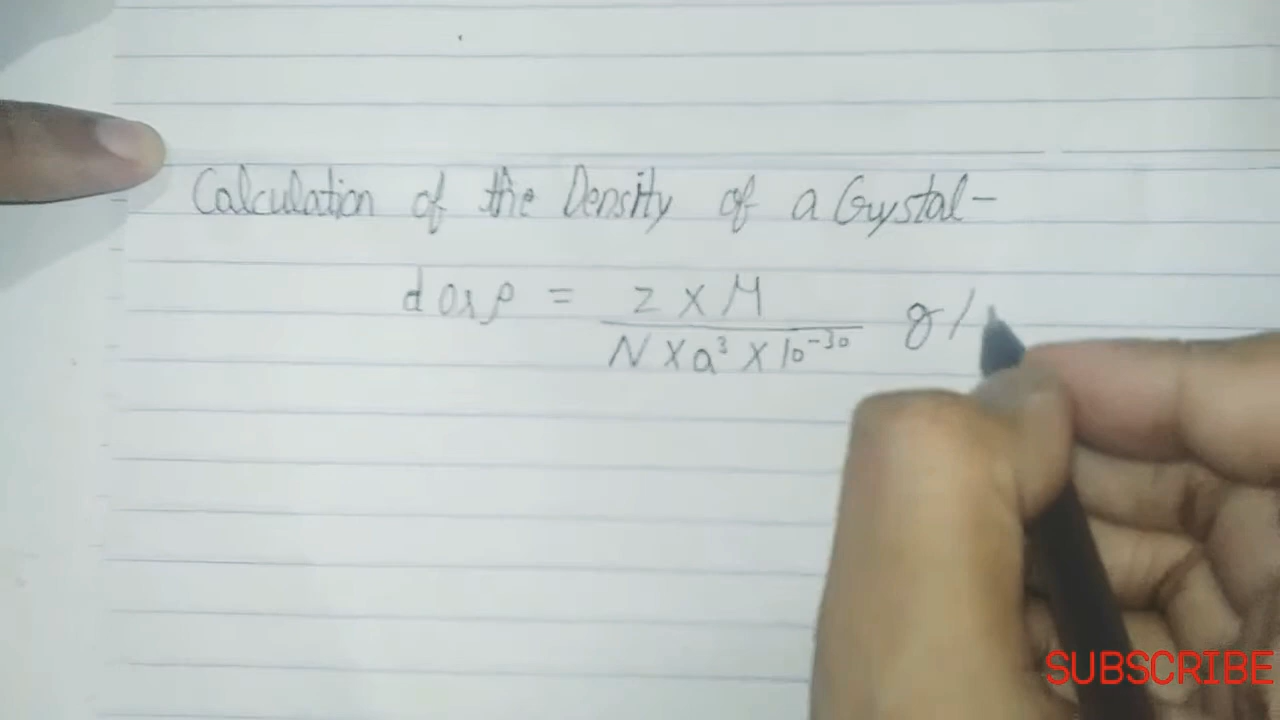 Calculation of the Density of a Crystal-
d or ρ = Z X M
N X a³ X 10⁻³⁰ g/
SUBSCRIBE